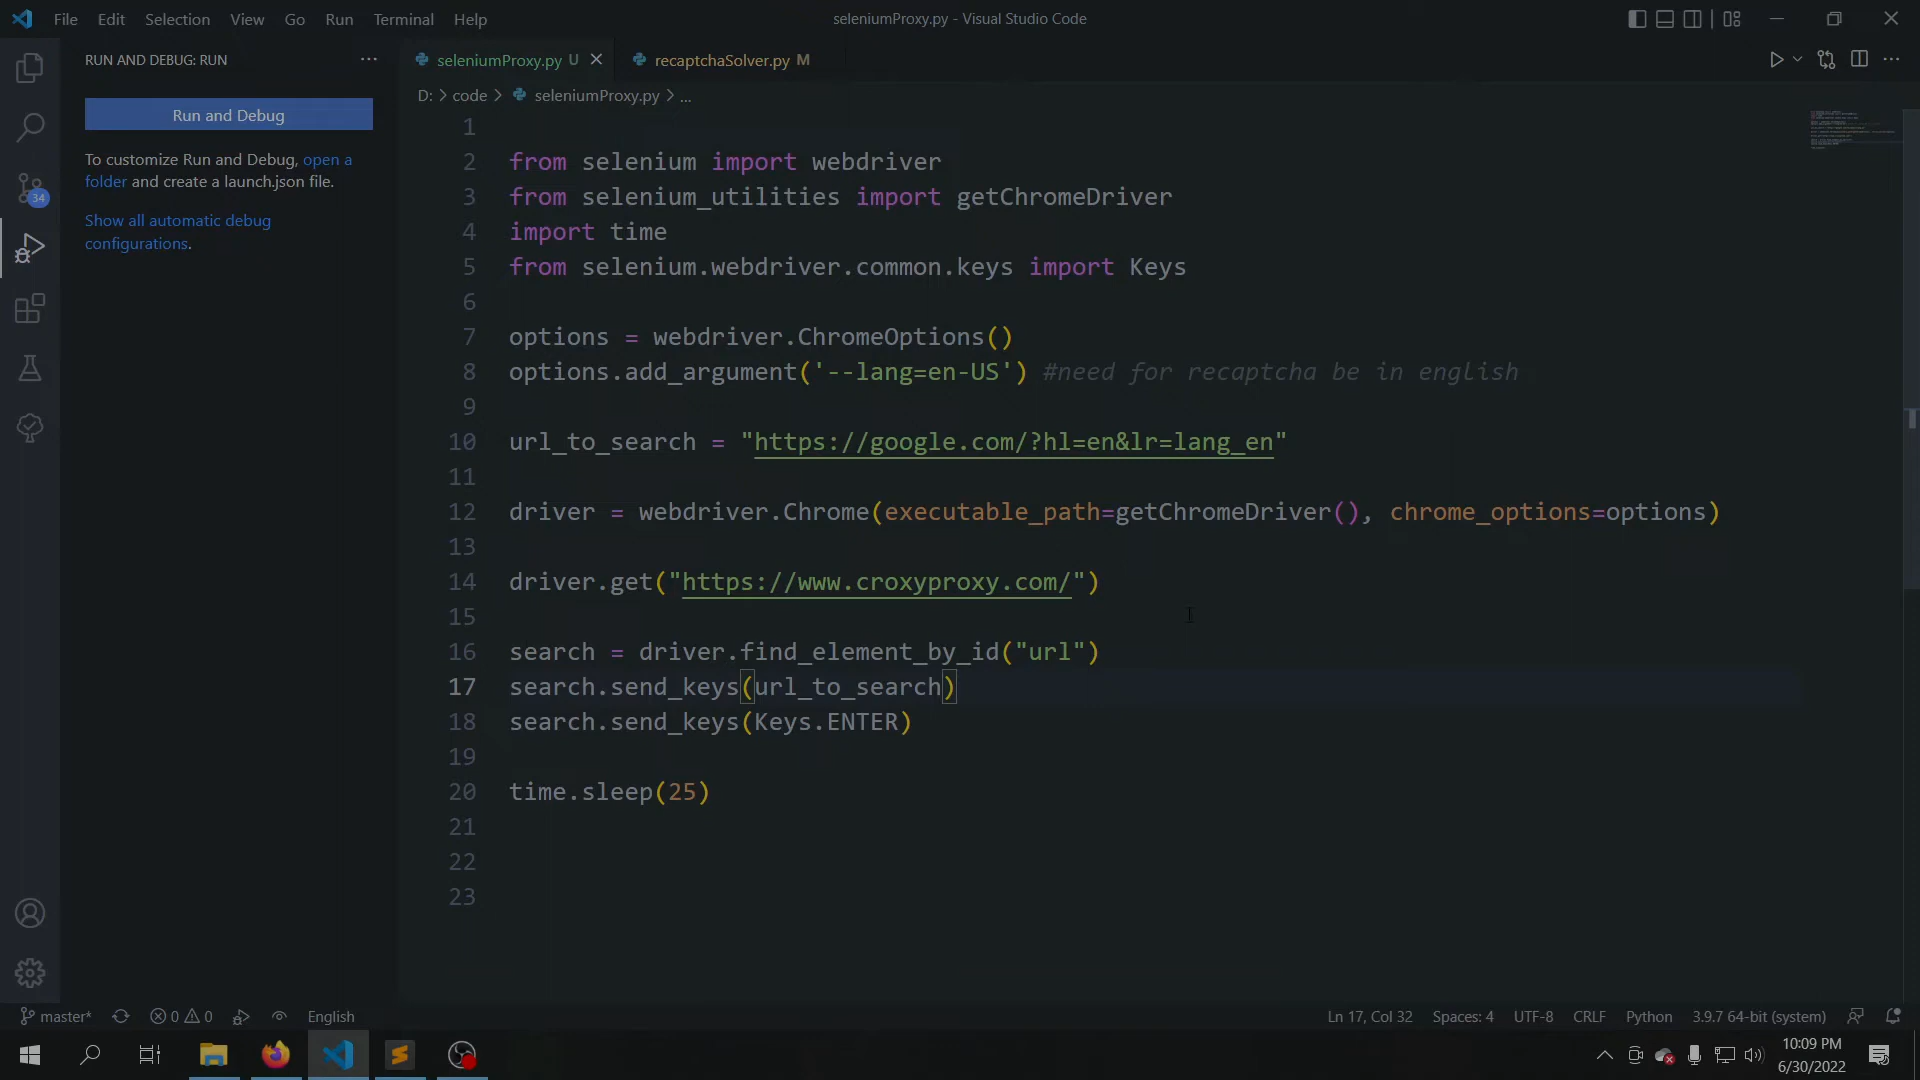 File Edit Selection View Go Run Terminal Help
seleniumProxy.py - Visual Studio Code
RUN AND DEBUG: RUN
Run and Debug
To customize Run and Debug, open a
folder and create a launch.json file.
Show all automatic debug
configurations.
34
seleniumProxy.py U
recaptchaSolver.py M
D: > code > seleniumProxy.py > ...
1
2 from selenium import webdriver
3 from selenium_utilities import getChromeDriver
4 import time
5 from selenium.webdriver.common.keys import Keys
6
7 options = webdriver.ChromeOptions()
8 options.add_argument('--lang=en-US') #need for recaptcha be in english
9
10 url_to_search = "https://google.com/?hl=en&lr=lang_en"
11
12 driver = webdriver.Chrome(executable_path=getChromeDriver(), chrome_options=options)
13
14 driver.get("https://www.croxyproxy.com/")
15
16 search = driver.find_element_by_id("url")
17 search.send_keys(url_to_search)
18 search.send_keys(Keys.ENTER)
19
20 time.sleep(25)
21
22
23
master* 0 0 English
Ln 17, Col 32 Spaces: 4 UTF-8 CRLF Python 3.9.7 64-bit (system)
10:09 PM
6/30/2022